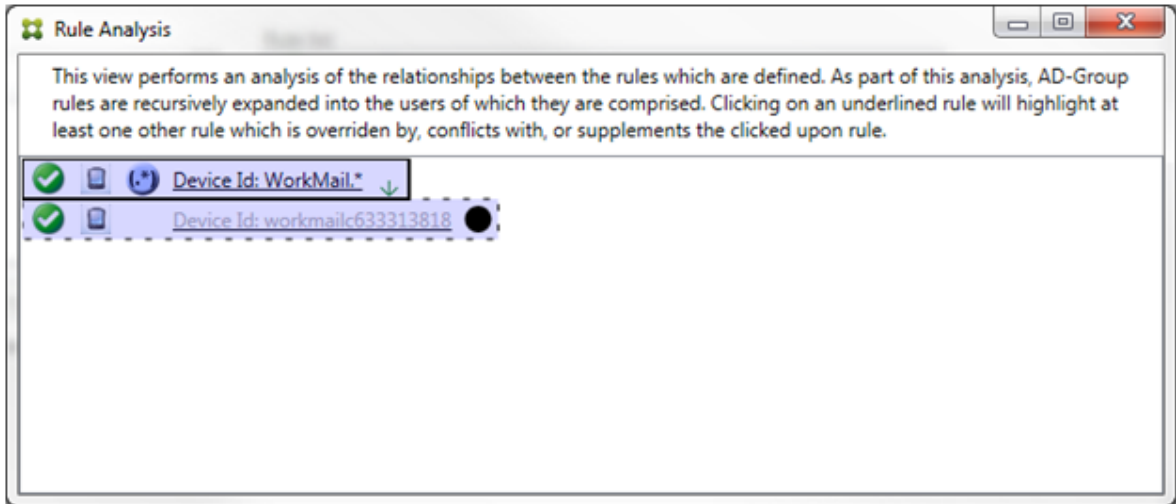 Rule Analysis
This view performs an analysis of the relationships between the rules which are defined. As part of this analysis, AD-Group
rules are recursively expanded into the users of which they are comprised. Clicking on an underlined rule will highlight at
least one other rule which is overriden by, conflicts with, or supplements the clicked upon rule.
(.*) Device Id: WorkMail.*
Device Id: workmailc633313818